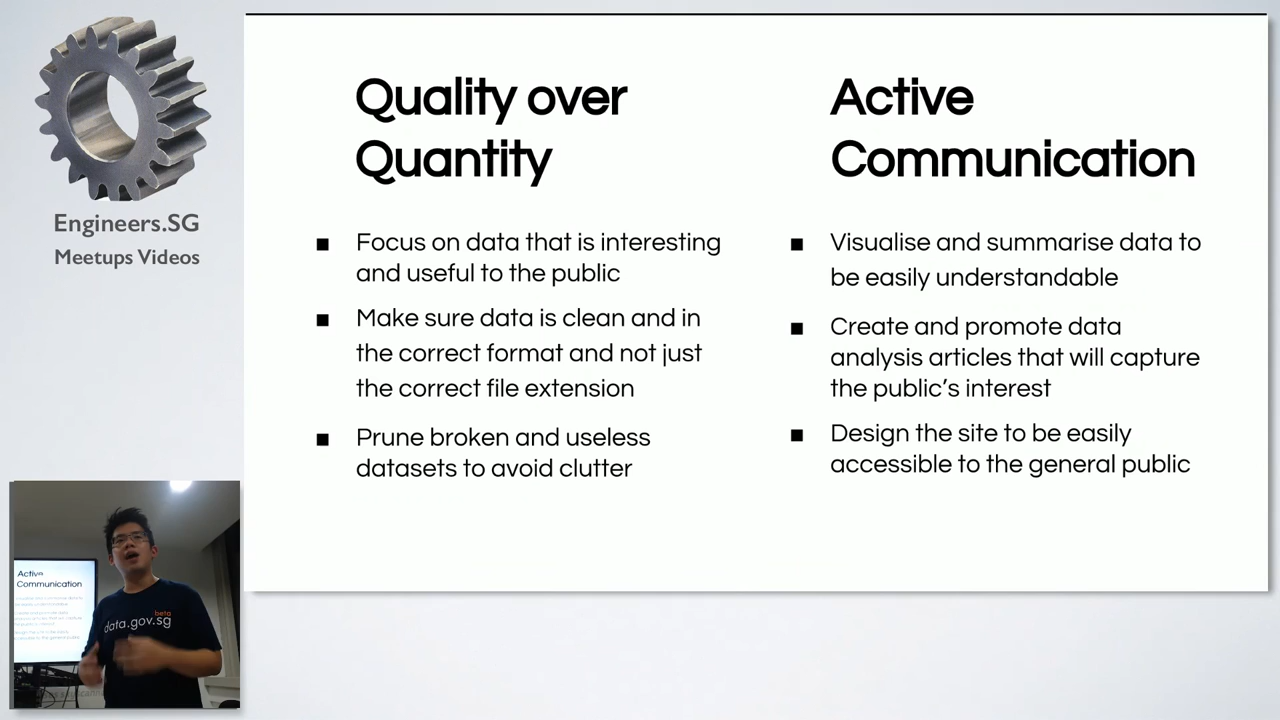 Engineers.SG
Meetups Videos
Quality over
Quantity
■ Focus on data that is interesting
and useful to the public
■ Make sure data is clean and in
the correct format and not just
the correct file extension
■ Prune broken and useless
datasets to avoid clutter
Active
Communication
■ Visualise and summarise data to
be easily understandable
■ Create and promote data
analysis articles that will capture
the public’s interest
■ Design the site to be easily
accessible to the general public
Active
Communication
beta
data.gov.sg